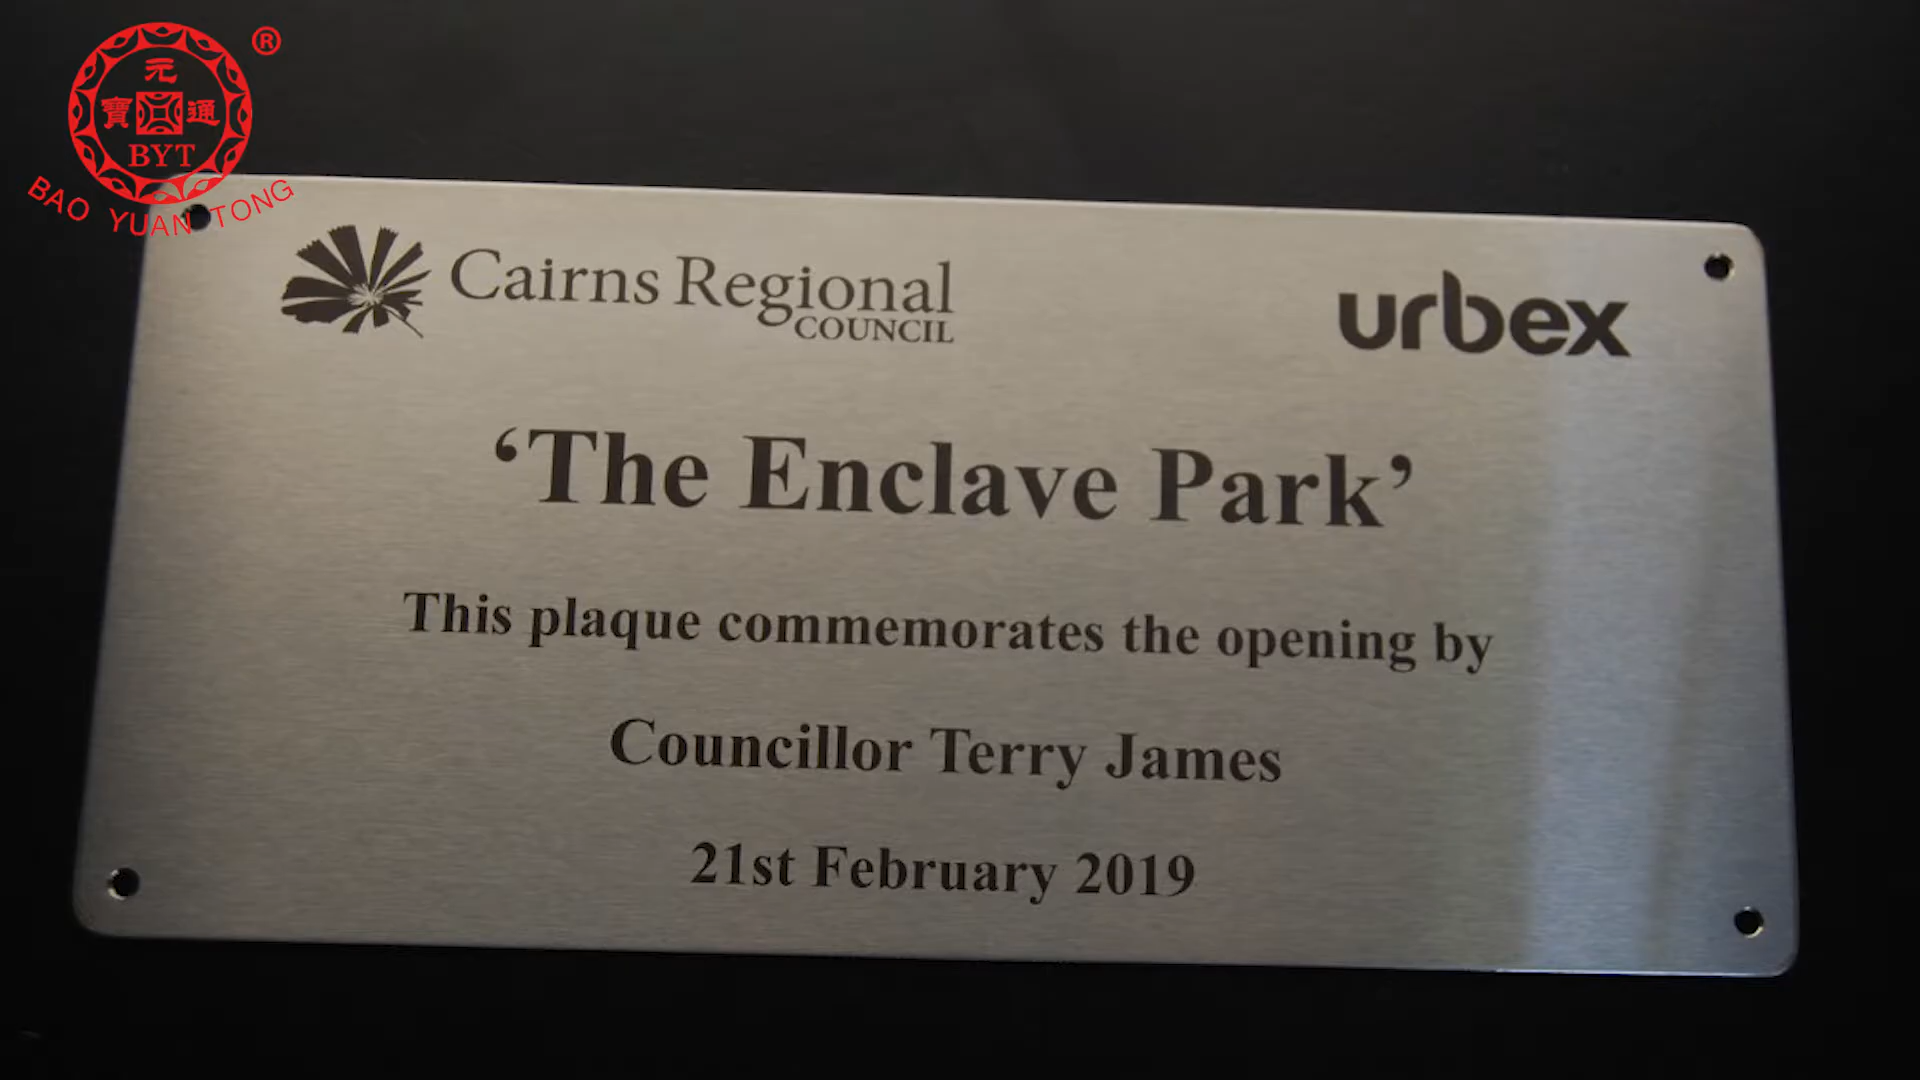 ®
元
寶 通
BYT
BAO YUAN TONG
Cairns Regional
COUNCIL
urbex
‘The Enclave Park’
This plaque commemorates the opening by
Councillor Terry James
21st February 2019